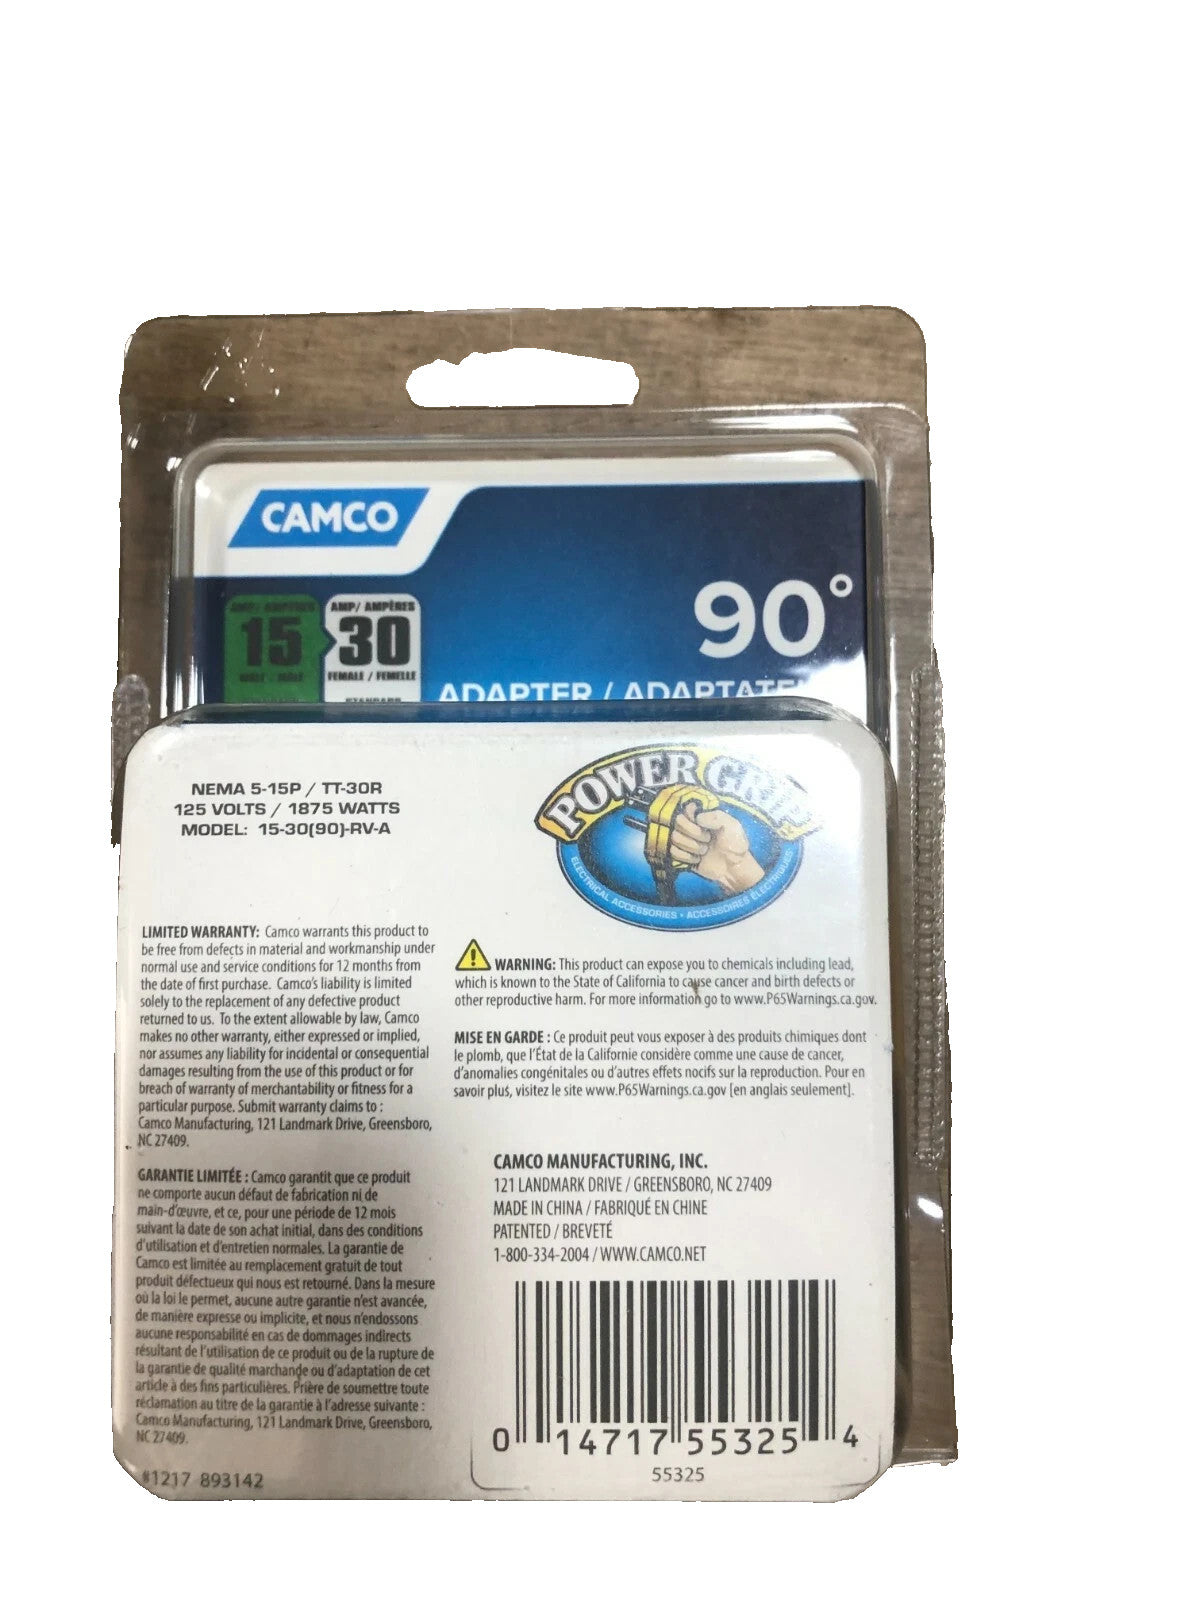 CAMCO
90°
AMP/ AMPÈRES
15
MALE / MÂLE
AMP/ AMPÈRES
30
FEMALE / FEMELLE
STANDARD
ADAPTER / ADAPTATE
NEMA 5-15P / TT-30R
125 VOLTS / 1875 WATTS
MODEL: 15-30(90)-RV-A
POWER GRIP
ELECTRICAL ACCESSORIES • ACCESSOIRES ÉLECTRIQUES
LIMITED WARRANTY: Camco warrants this product to
be free from defects in material and workmanship under
normal use and service conditions for 12 months from
the date of first purchase. Camco's liability is limited
solely to the replacement of any defective product
returned to us. To the extent allowable by law, Camco
makes no other warranty, either expressed or implied,
nor assumes any liability for incidental or consequential
damages resulting from the use of this product or for
breach of warranty of merchantability or fitness for a
particular purpose. Submit warranty claims to :
Camco Manufacturing, 121 Landmark Drive, Greensboro,
NC 27409.
GARANTIE LIMITÉE : Camco garantit que ce produit
ne comporte aucun défaut de fabrication ni de
main-d'œuvre, et ce, pour une période de 12 mois
suivant la date de son achat initial, dans des conditions
d'utilisation et d'entretien normales. La garantie de
Camco est limitée au remplacement gratuit de tout
produit défectueux qui nous est retourné. Dans la mesure
où la loi le permet, aucune autre garantie n'est avancée,
de manière expresse ou implicite, et nous n'endossons
aucune responsabilité en cas de dommages indirects
résultant de l'utilisation de ce produit ou de la rupture de
la garantie de qualité marchande ou d'adaptation de cet
article à des fins particulières. Prière de soumettre toute
réclamation au titre de la garantie à l'adresse suivante :
Camco Manufacturing, 121 Landmark Drive, Greensboro,
NC 27409.
#1217 893142
WARNING: This product can expose you to chemicals including lead,
which is known to the State of California to cause cancer and birth defects or
other reproductive harm. For more information go to www.P65Warnings.ca.gov.
MISE EN GARDE : Ce produit peut vous exposer à des produits chimiques dont
le plomb, que l'État de la Californie considère comme une cause de cancer,
d'anomalies congénitales ou d'autres effets nocifs sur la reproduction. Pour en
savoir plus, visitez le site www.P65Warnings.ca.gov [en anglais seulement].
CAMCO MANUFACTURING, INC.
121 LANDMARK DRIVE / GREENSBORO, NC 27409
MADE IN CHINA / FABRIQUÉ EN CHINE
PATENTED / BREVETÉ
1-800-334-2004 / WWW.CAMCO.NET
0 14717 55325 4
55325